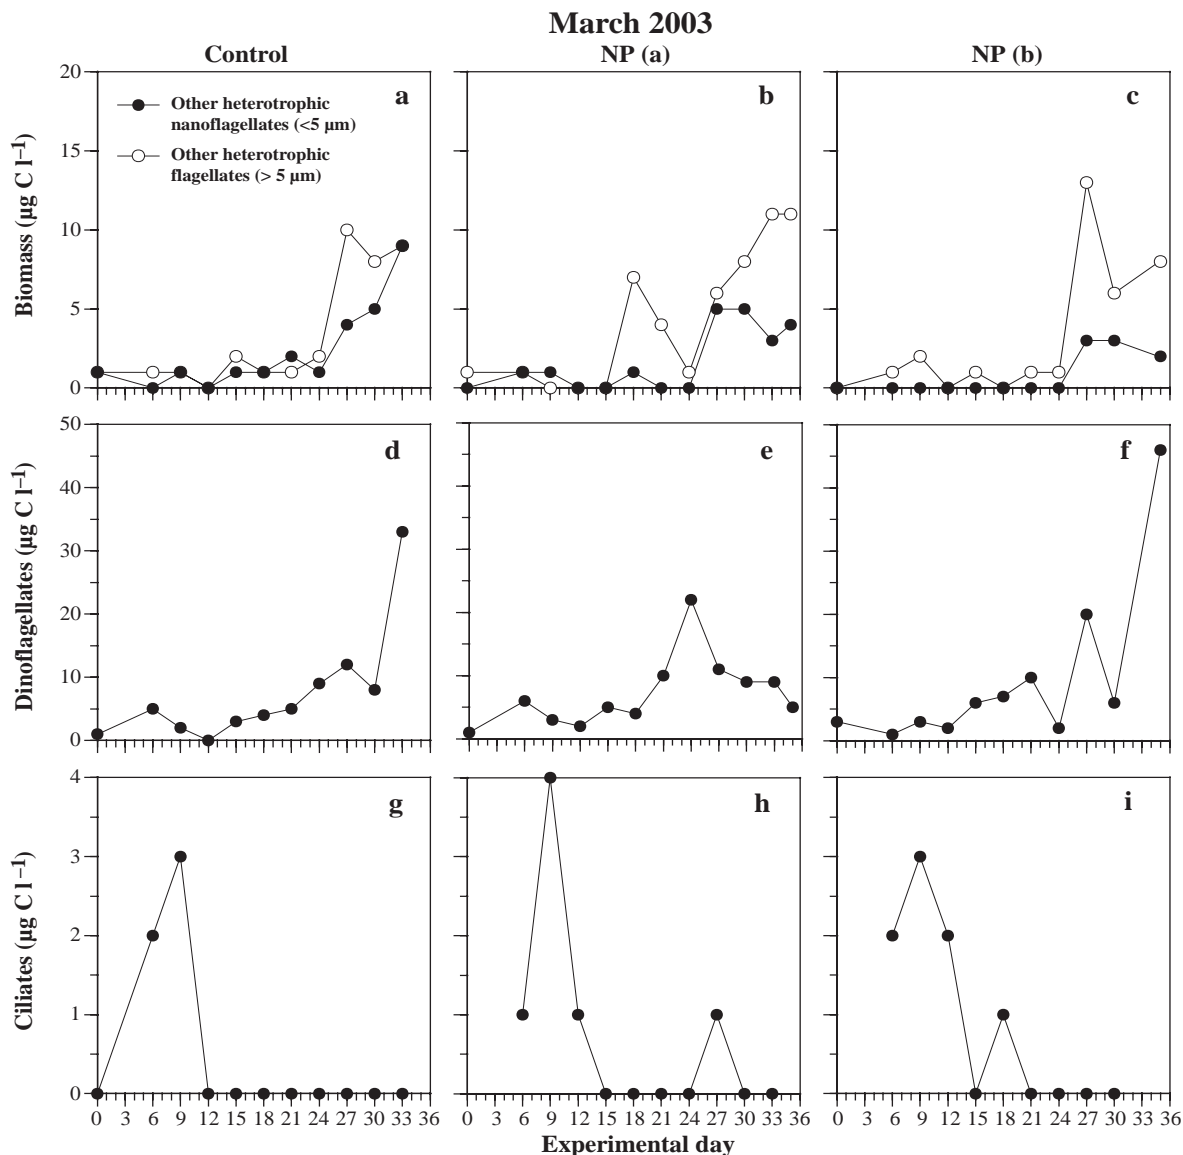 March 2003
Control NP (a) NP (b)
20 a b c
Other heterotrophic
nanoflagellates (<5 µm)
15
Other heterotrophic
flagellates (> 5 µm)
Biomass (µg C l⁻¹)
10
5
0
50 d e f
40
30
Dinoflagellates (µg C l⁻¹)
20
10
0
4 g h i
3
Ciliates (µg C l⁻¹)
2
1
0
0 3 6 9 12 15 18 21 24 27 30 33 36 0 3 6 9 12 15 18 21 24 27 30 33 36 0 3 6 9 12 15 18 21 24 27 30 33 36
Experimental day